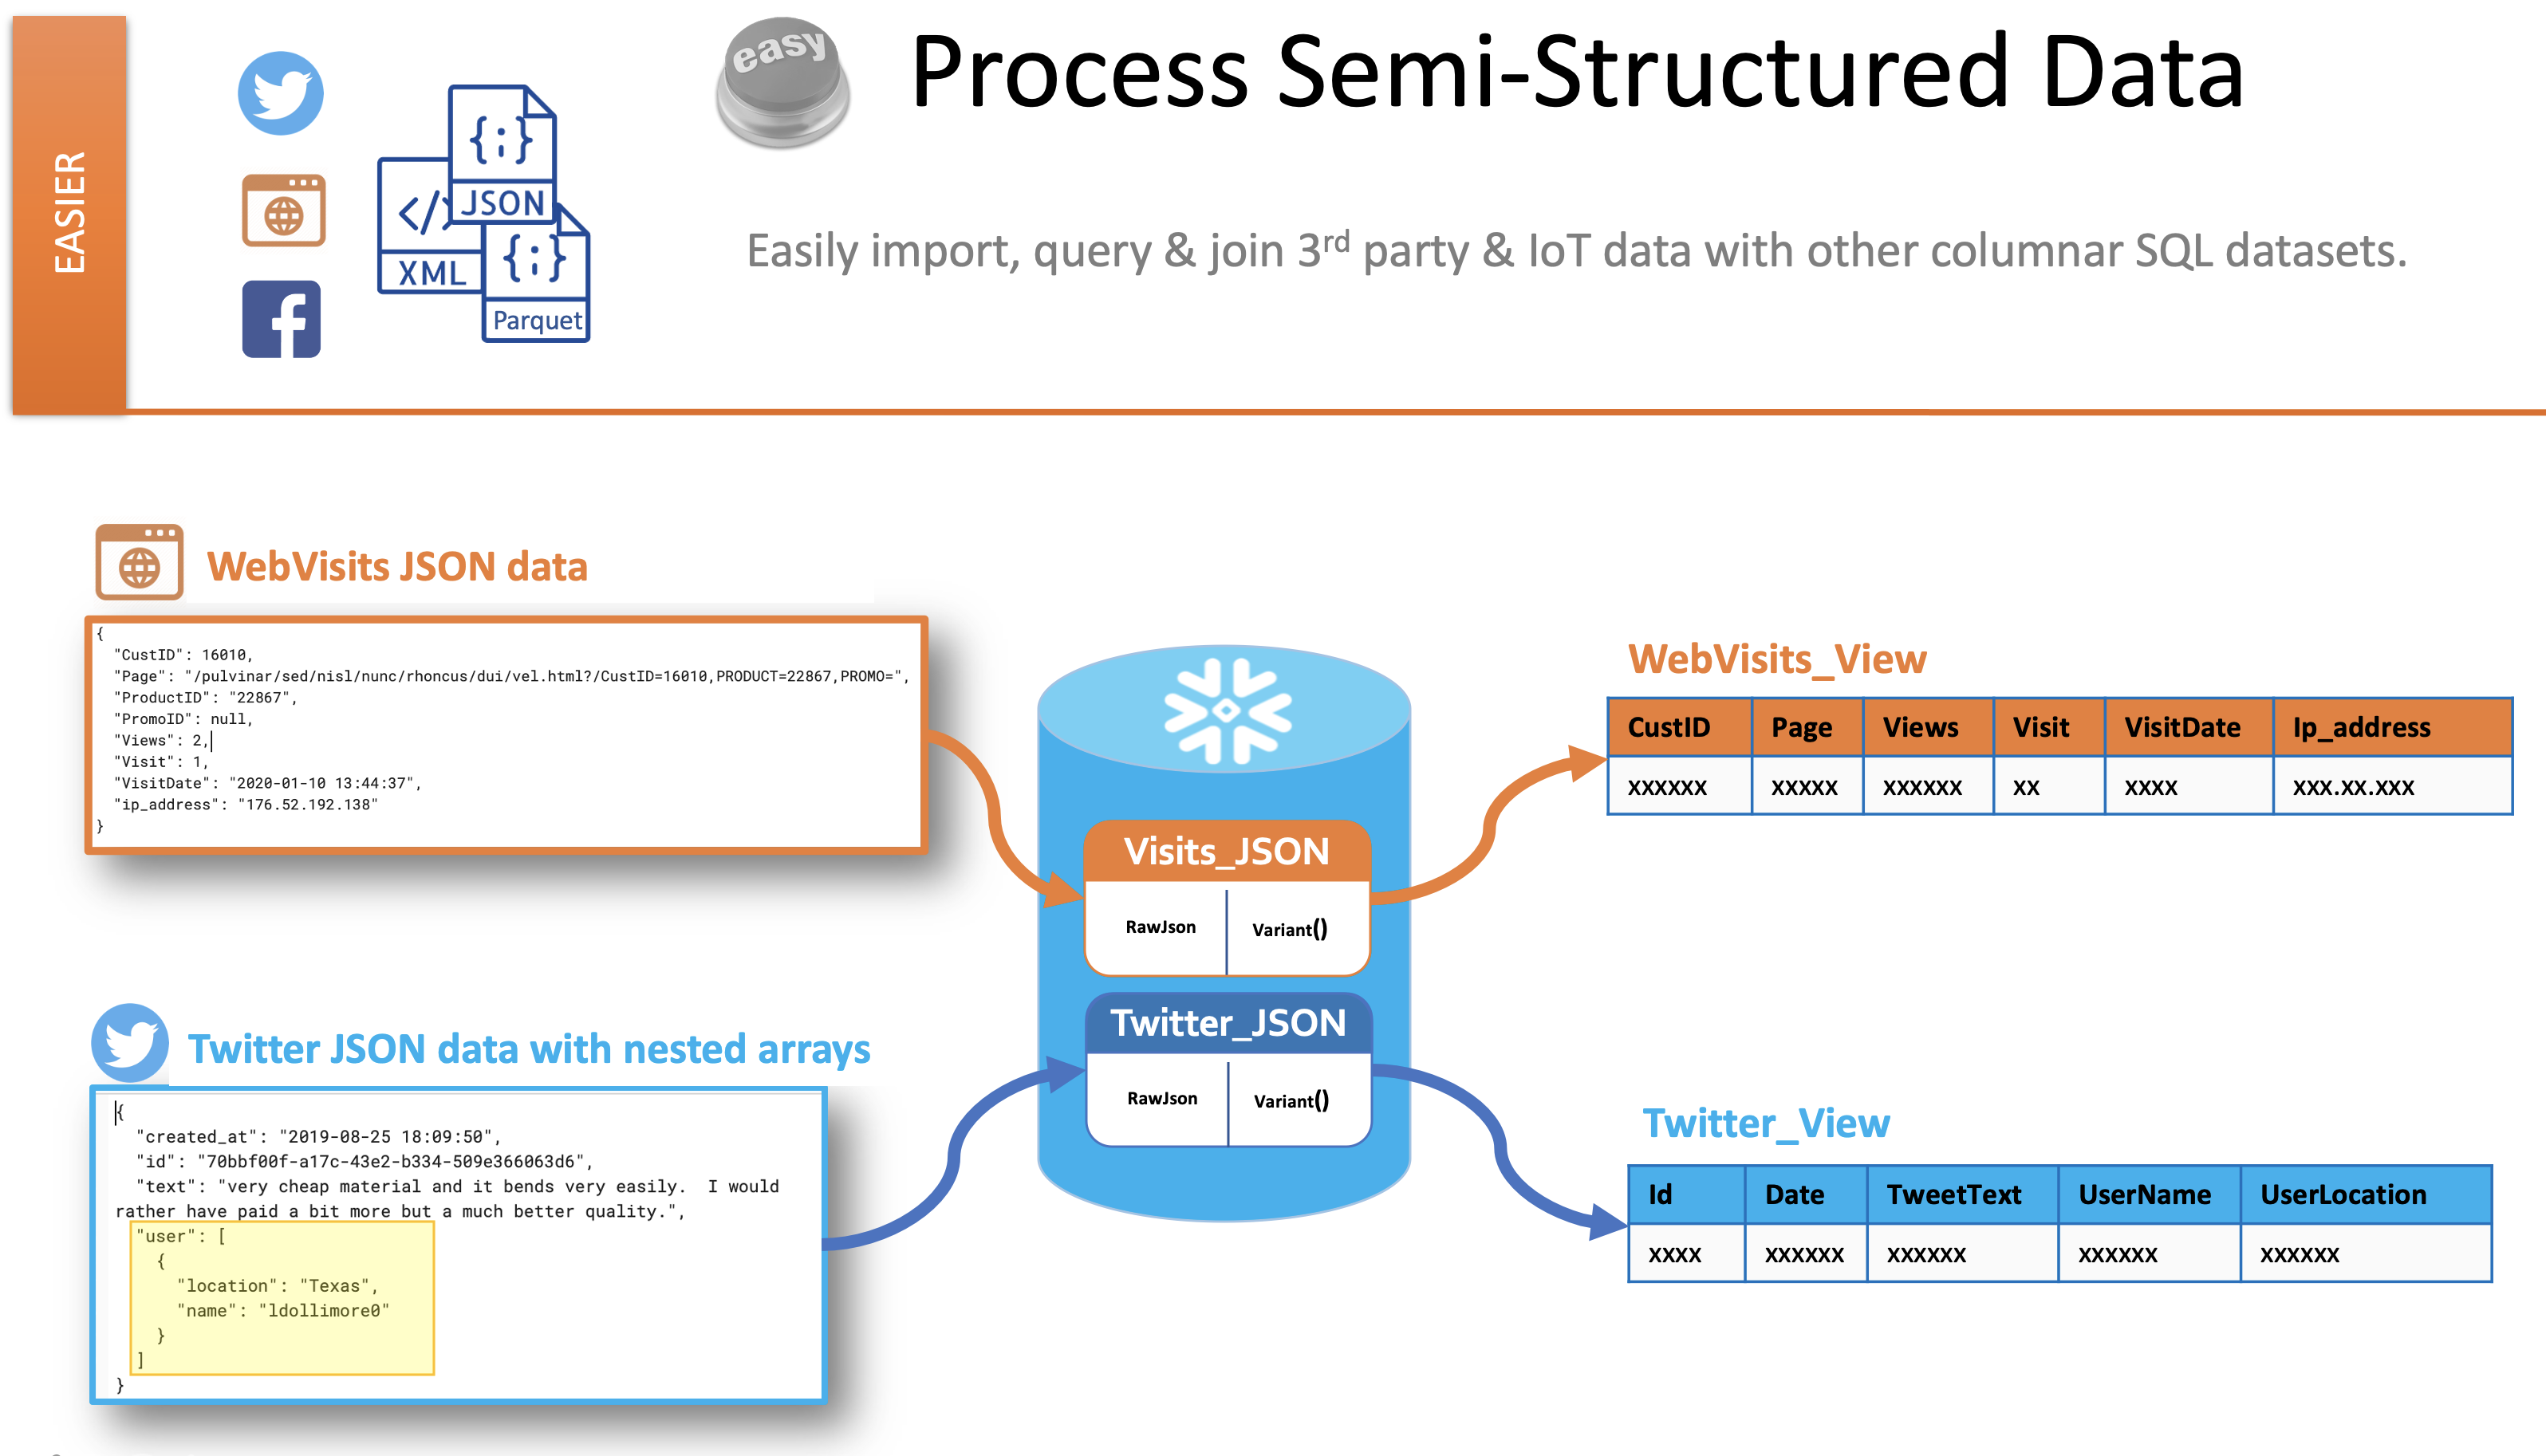 EASIER
easy
Process Semi-Structured Data
JSON
XML
Parquet
Easily import, query & join 3rd party & IoT data with other columnar SQL datasets.
WebVisits JSON data
{
"CustID": 16010,
"Page": "/pulvinar/sed/nisl/nunc/rhoncus/dui/vel.html?/CustID=16010,PRODUCT=22867,PROMO=",
"ProductID": "22867",
"PromoID": null,
"Views": 2,
"Visit": 1,
"VisitDate": "2020-01-10 13:44:37",
"ip_address": "176.52.192.138"
}
Visits_JSON
RawJson Variant()
WebVisits_View
CustID Page Views Visit VisitDate Ip_address
xxxxxx xxxxx xxxxxx xx xxxx xxx.xx.xxx
Twitter JSON data with nested arrays
{
"created_at": "2019-08-25 18:09:50",
"id": "70bbf00f-a17c-43e2-b334-509e366063d6",
"text": "very cheap material and it bends very easily.  I would
rather have paid a bit more but a much better quality.",
"user": [
{
"location": "Texas",
"name": "ldollimore0"
}
]
}
Twitter_JSON
RawJson Variant()
Twitter_View
Id Date TweetText UserName UserLocation
xxxx xxxxxx xxxxxx xxxxxx xxxxxx